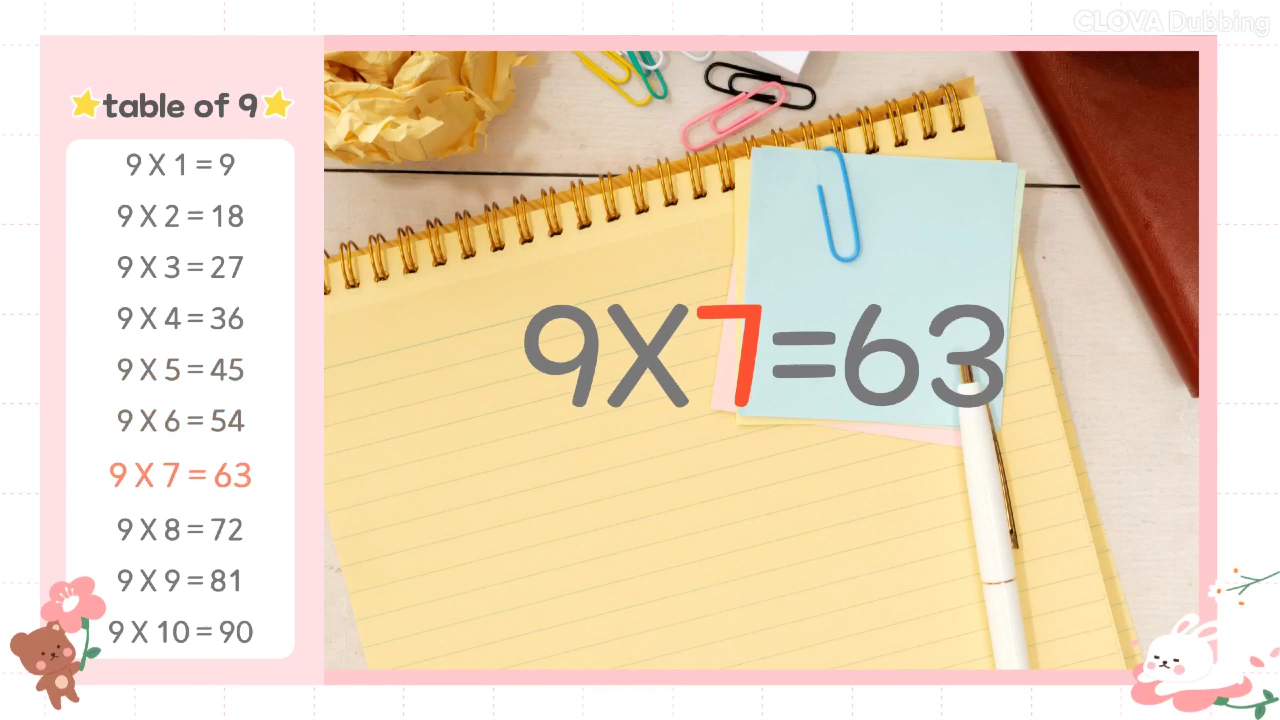 CLOVA Dubbing
table of 9
9 X 1 = 9
9 X 2 = 18
9 X 3 = 27
9 X 4 = 36
9 X 5 = 45
9 X 6 = 54
9 X 7 = 63
9 X 8 = 72
9 X 9 = 81
9 X 10 = 90
9X7=63